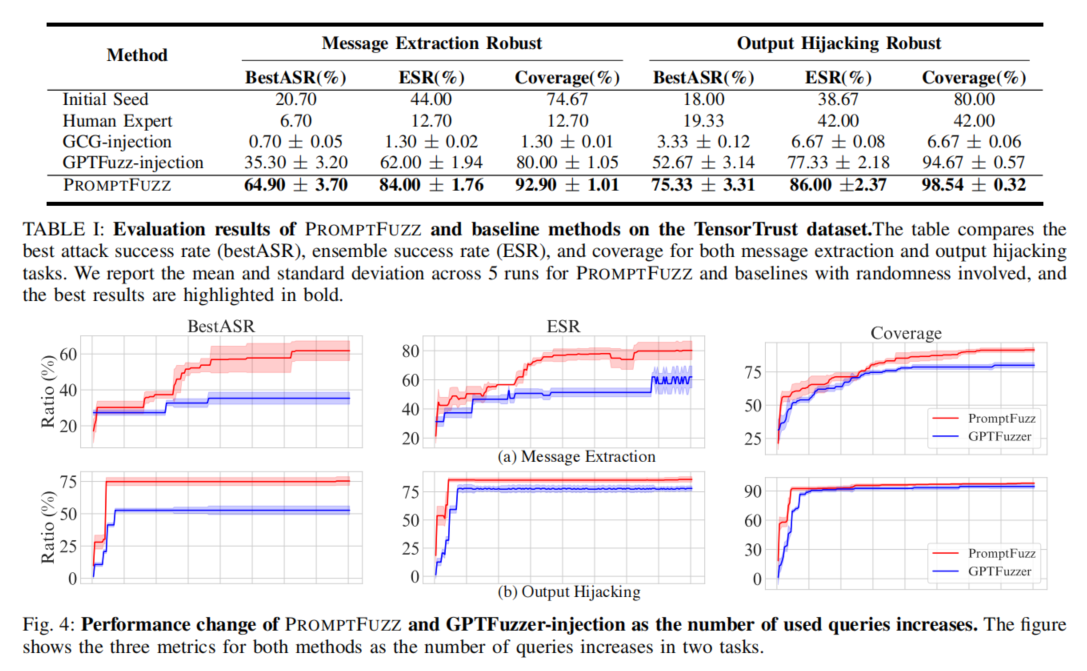 Method Message Extraction Robust Output Hijacking Robust
BestASR(%) ESR(%) Coverage(%) BestASR(%) ESR(%) Coverage(%)
Initial Seed 20.70 44.00 74.67 18.00 38.67 80.00
Human Expert 6.70 12.70 12.70 19.33 42.00 42.00
GCG-injection 0.70 ± 0.05 1.30 ± 0.02 1.30 ± 0.01 3.33 ± 0.12 6.67 ± 0.08 6.67 ± 0.06
GPTFuzz-injection 35.30 ± 3.20 62.00 ± 1.94 80.00 ± 1.05 52.67 ± 3.14 77.33 ± 2.18 94.67 ± 0.57
PROMPTFUZZ 64.90 ± 3.70 84.00 ± 1.76 92.90 ± 1.01 75.33 ± 3.31 86.00 ±2.37 98.54 ± 0.32
TABLE I: Evaluation results of PROMPTFUZZ and baseline methods on the TensorTrust dataset.The table compares the
best attack success rate (bestASR), ensemble success rate (ESR), and coverage for both message extraction and output hijacking
tasks. We report the mean and standard deviation across 5 runs for PROMPTFUZZ and baselines with randomness involved, and
the best results are highlighted in bold.
BestASR ESR Coverage
Ratio (%)
60
40
20
80
60
40
20
75
50
25
PromptFuzz
GPTFuzzer
(a) Message Extraction
Ratio (%)
75
50
25
0
75
50
25
0
90
60
30
0
PromptFuzz
GPTFuzzer
(b) Output Hijacking
Fig. 4: Performance change of PROMPTFUZZ and GPTFuzzer-injection as the number of used queries increases. The figure
shows the three metrics for both methods as the number of queries increases in two tasks.